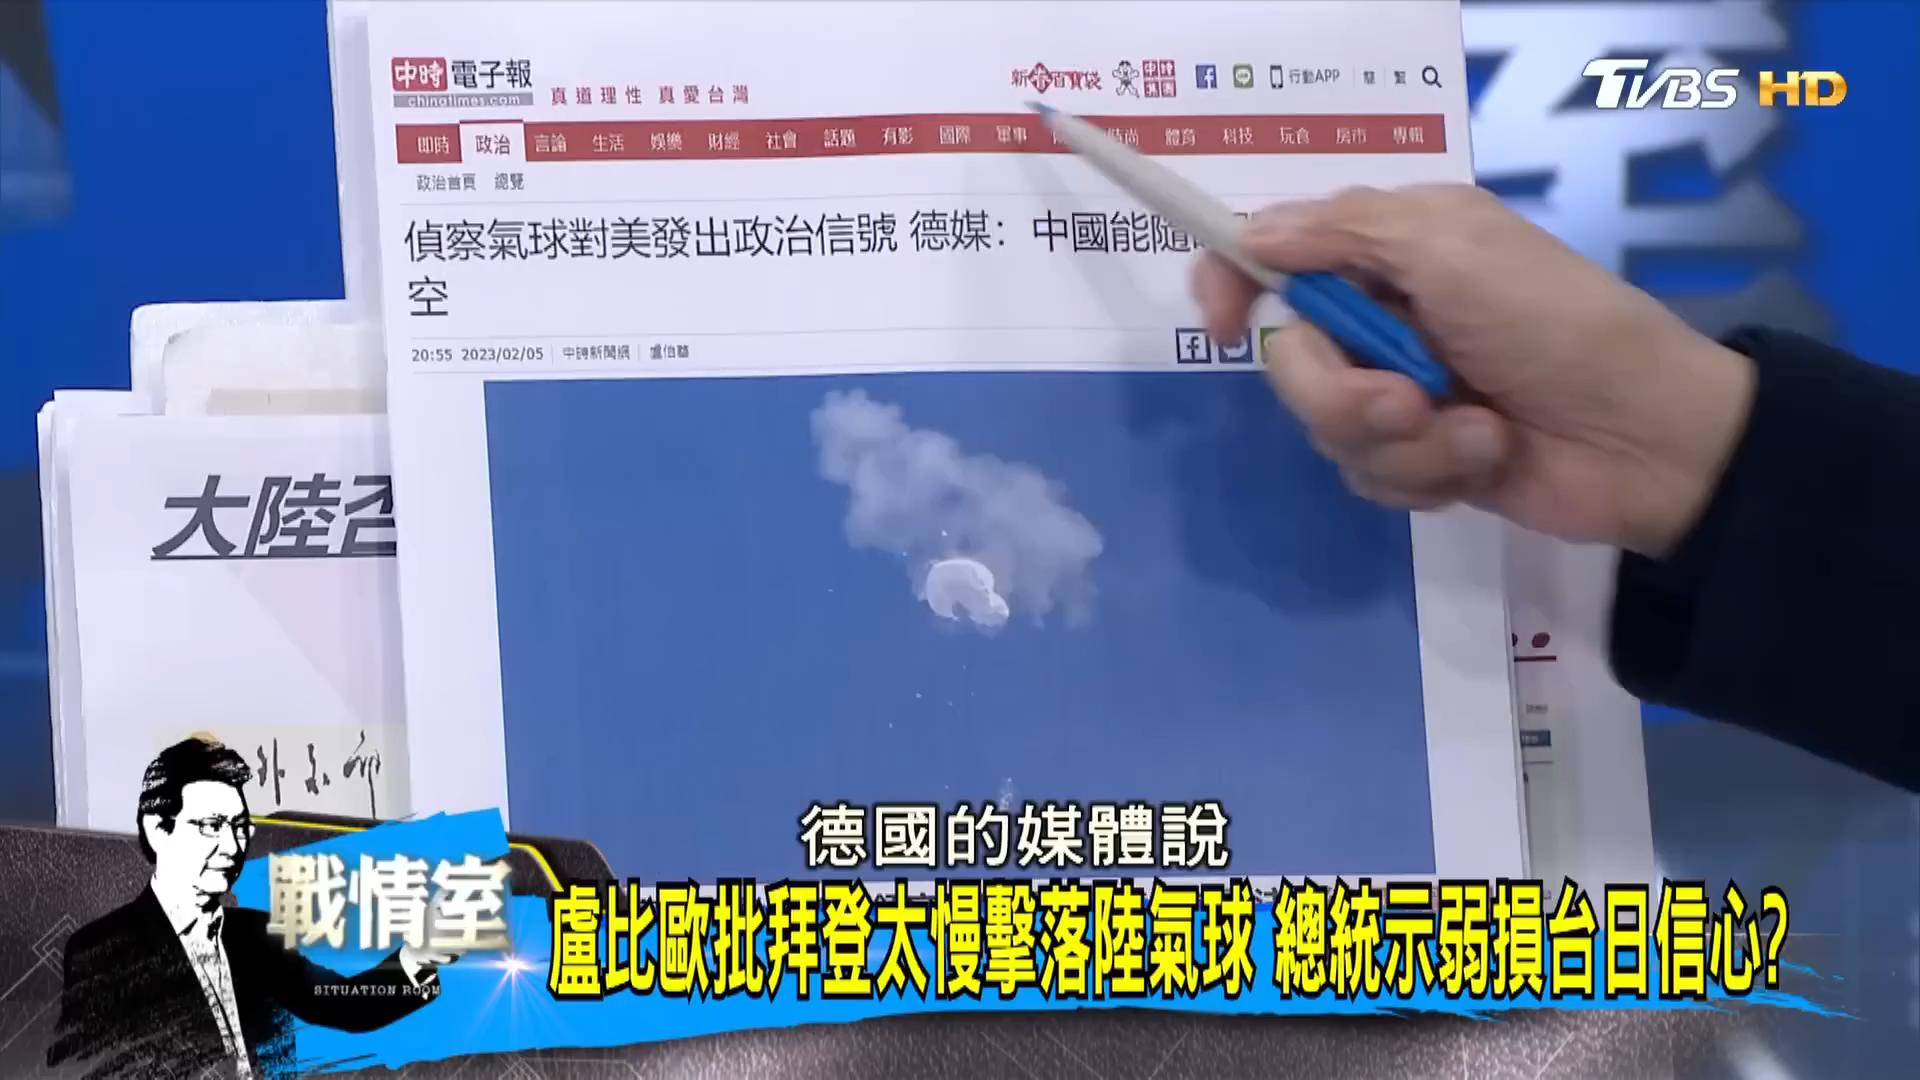 TVBS HD
中時 電子報
chinatimes.com
真道理性 真愛台灣
行動APP
簡 繁
即時 政治 言論 生活 娛樂 財經 社會 話題 有影 國際 軍事 時尚 體育 科技 玩食 房市 專輯
政治首頁 總覽
偵察氣球對美發出政治信號 德媒：中國能隨
空
20:55 2023/02/05 中時新聞網
大陸否
德國的媒體說
盧比歐批拜登太慢擊落陸氣球 總統示弱損台日信心?
戰情室
SITUATION ROOM